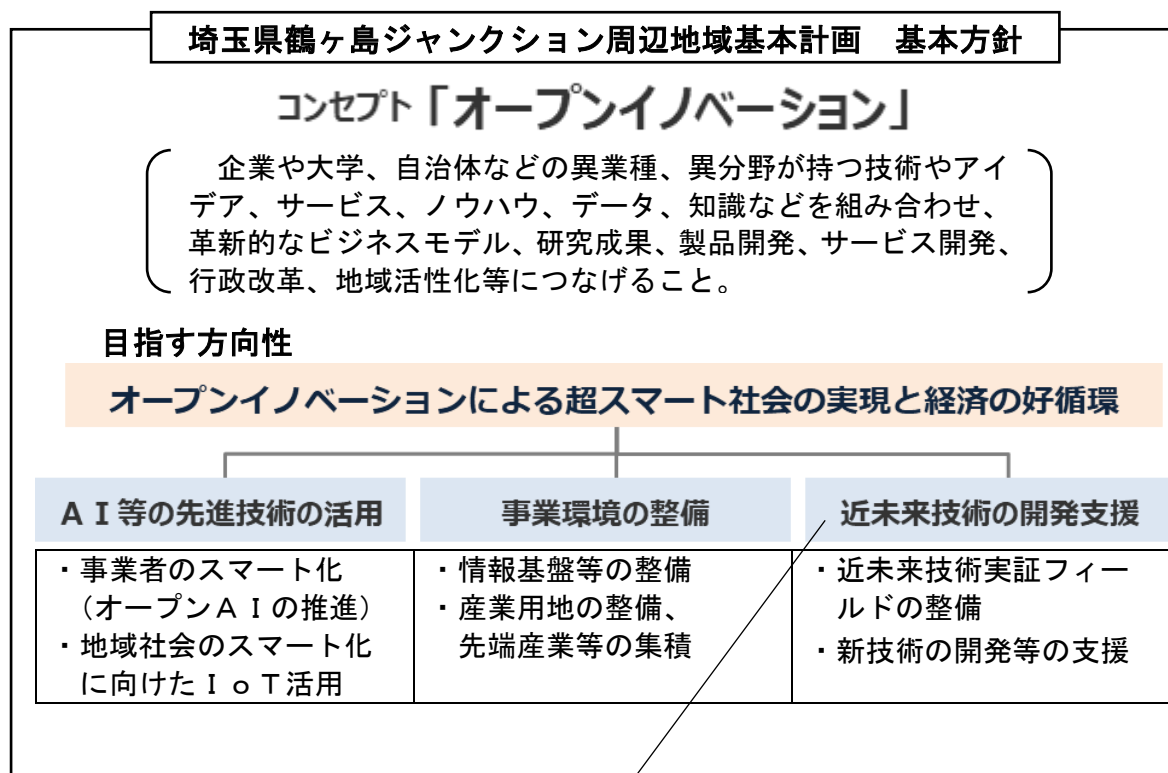 埼玉県鶴ヶ島ジャンクション周辺地域基本計画　基本方針
コンセプト「オープンイノベーション」
企業や大学、自治体などの異業種、異分野が持つ技術やアイ
デア、サービス、ノウハウ、データ、知識などを組み合わせ、
革新的なビジネスモデル、研究成果、製品開発、サービス開発、
行政改革、地域活性化等につなげること。
目指す方向性
オープンイノベーションによる超スマート社会の実現と経済の好循環
ＡＩ等の先進技術の活用
・事業者のスマート化
（オープンＡＩの推進）
・地域社会のスマート化
に向けたＩｏＴ活用
事業環境の整備
・情報基盤等の整備
・産業用地の整備、
先端産業等の集積
近未来技術の開発支援
・近未来技術実証フィー
ルドの整備
・新技術の開発等の支援